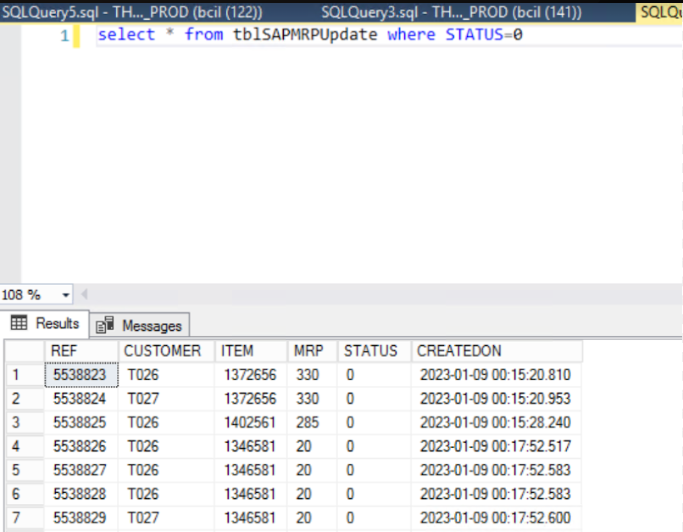 SQLQuery5.sql - TH..._PROD (bcil (122)) SQLQuery3.sql - TH..._PROD (bcil (141))
1 select * from tblSAPMRPUpdate where STATUS=0
108 %
Results Messages
REF CUSTOMER ITEM MRP STATUS CREATEDON
1 5538823 T026 1372656 330 0 2023-01-09 00:15:20.810
2 5538824 T027 1372656 330 0 2023-01-09 00:15:20.953
3 5538825 T026 1402561 285 0 2023-01-09 00:15:28.240
4 5538826 T026 1346581 20 0 2023-01-09 00:17:52.517
5 5538827 T026 1346581 20 0 2023-01-09 00:17:52.583
6 5538828 T026 1346581 20 0 2023-01-09 00:17:52.583
7 5538829 T027 1346581 20 0 2023-01-09 00:17:52.600